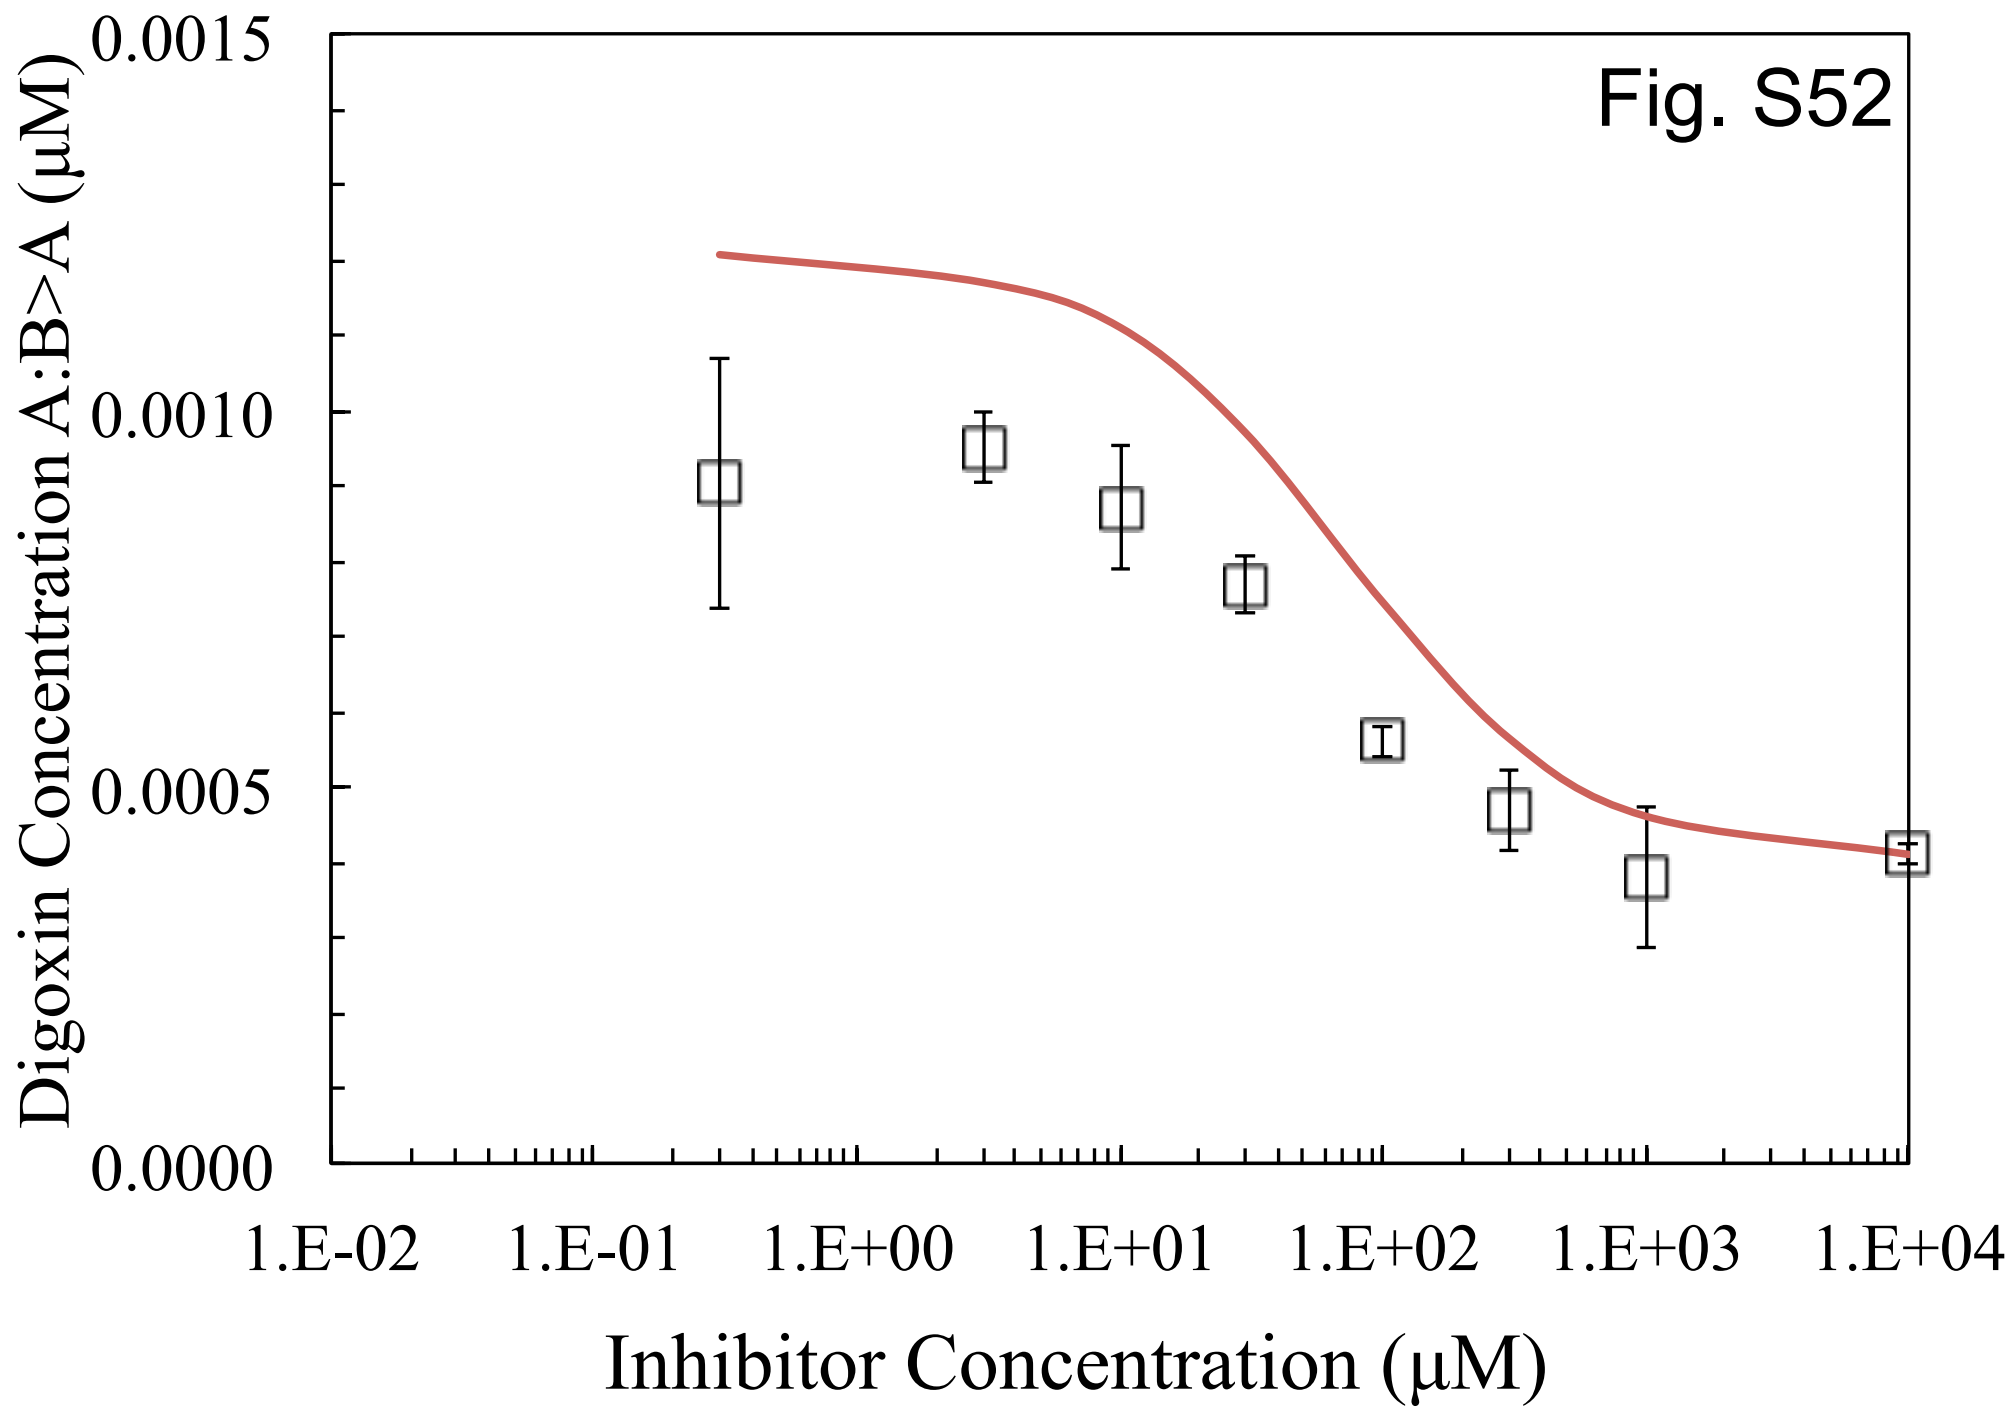 Fig. S52
Digoxin Concentration A:B>A (μM)
0.0015
0.0010
0.0005
0.0000
1.E-02 1.E-01 1.E+00 1.E+01 1.E+02 1.E+03 1.E+04
Inhibitor Concentration (μM)